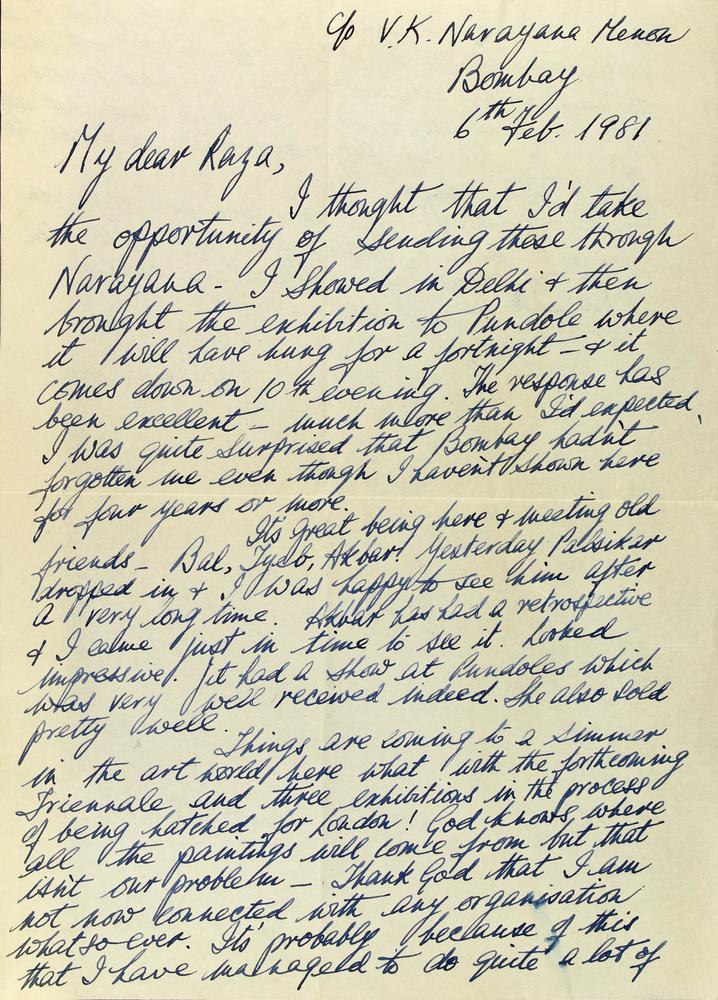 c/o V.K. Narayana Menon
Bombay
6th Feb. 1981
My dear Raza,
I thought that I'd take
the opportunity of sending these through
Narayana - I showed in Delhi & then
brought the exhibition to Pundole where
it will have hung for a fortnight - & it
comes down on 10th evening. The response has
been excellent - much more than I'd expected.
I was quite surprised that Bombay hadn't
forgotten me even though I haven't shown here
for four years or more.
It's great being here & meeting old
friends - Bal, Tyeb, Akbar. Yesterday Palsikar
dropped in & I was happy to see him after
a very long time. Akbar has had a retrospective
& I came just in time to see it. Looked
impressive. had a show at Pundoles which
was very well received indeed. She also sold
pretty well.
Things are coming to a simmer
in the art world here what with the forthcoming
Triennale and three exhibitions in the process
of being hatched for London! God knows, where
all the paintings will come from but that
isn't our problem - Thank God that I am
not now connected with any organisation
whatsoever. It's probably because of this
that I have managed to do quite a lot of